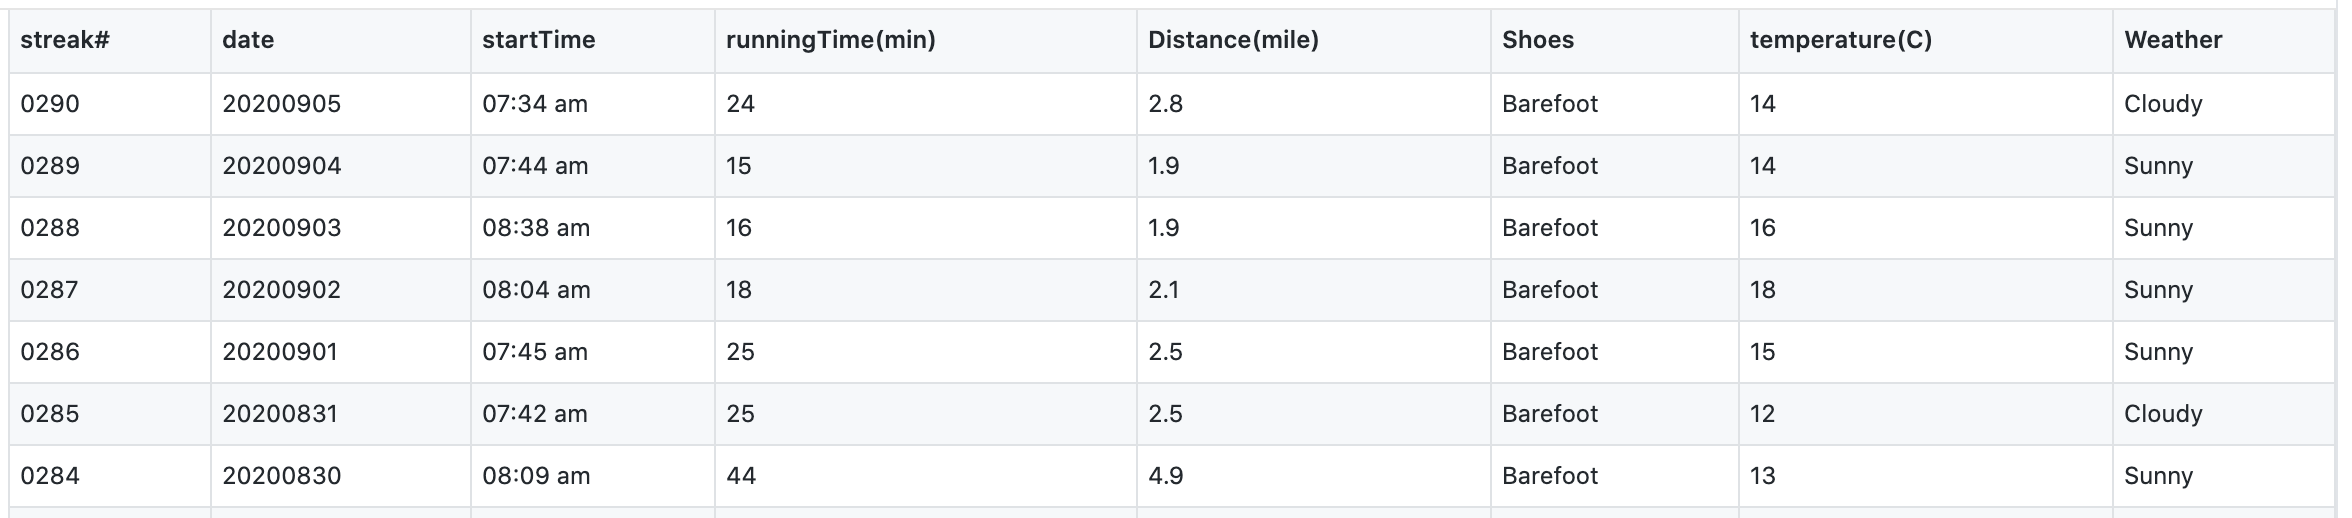 streak# date startTime runningTime(min) Distance(mile) Shoes temperature(C) Weather
0290 20200905 07:34 am 24 2.8 Barefoot 14 Cloudy
0289 20200904 07:44 am 15 1.9 Barefoot 14 Sunny
0288 20200903 08:38 am 16 1.9 Barefoot 16 Sunny
0287 20200902 08:04 am 18 2.1 Barefoot 18 Sunny
0286 20200901 07:45 am 25 2.5 Barefoot 15 Sunny
0285 20200831 07:42 am 25 2.5 Barefoot 12 Cloudy
0284 20200830 08:09 am 44 4.9 Barefoot 13 Sunny